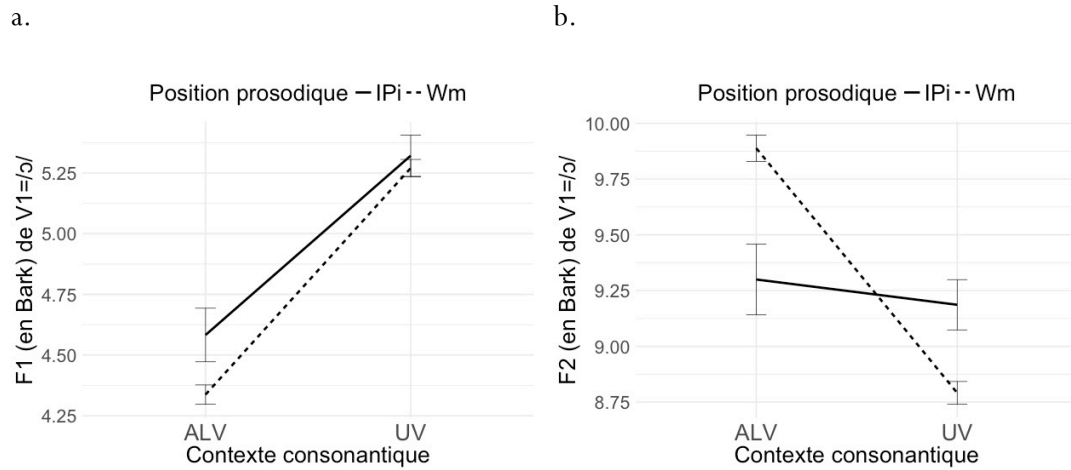 a.
Position prosodique IPi Wm
F1 (en Bark) de V1=/ɔ/
5.25
5.00
4.75
4.50
4.25
ALV UV
Contexte consonantique
b.
Position prosodique IPi Wm
F2 (en Bark) de V1=/ɔ/
10.00
9.75
9.50
9.25
9.00
8.75
ALV UV
Contexte consonantique